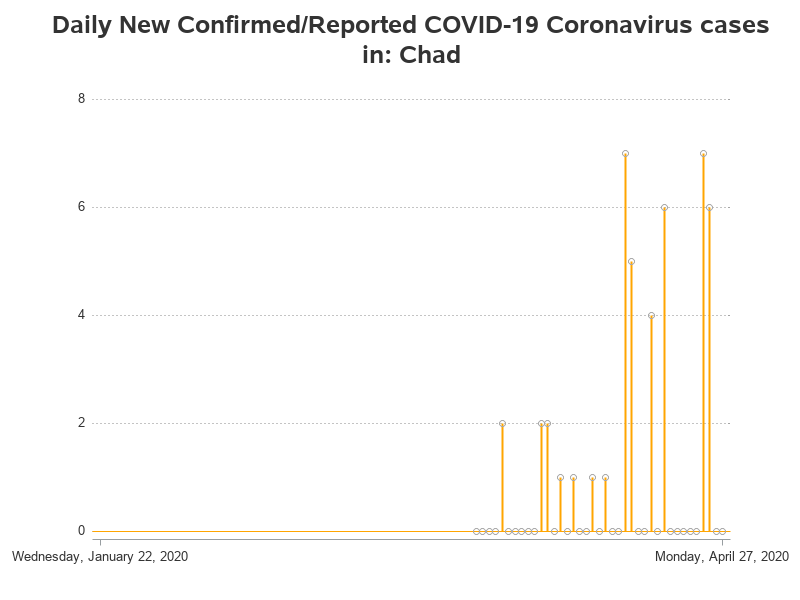 Daily New Confirmed/Reported COVID-19 Coronavirus cases
in: Chad
8
6
4
2
0
Wednesday, January 22, 2020 Monday, April 27, 2020